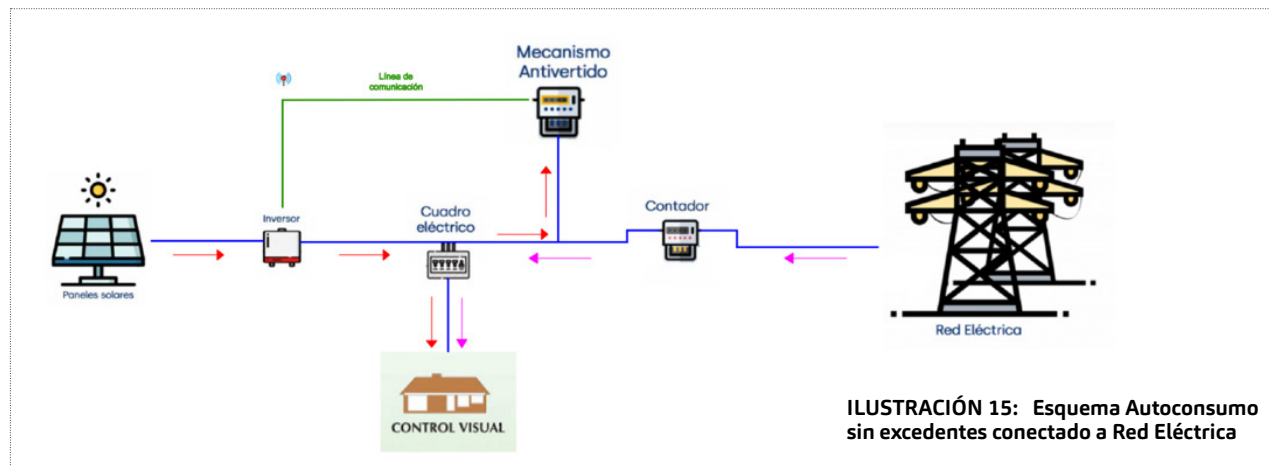 Mecanismo
Antivertido
Línea de
comunicación
Inversor
Cuadro
eléctrico
Contador
Paneles solares
Red Eléctrica
CONTROL VISUAL
ILUSTRACIÓN 15: Esquema Autoconsumo
sin excedentes conectado a Red Eléctrica